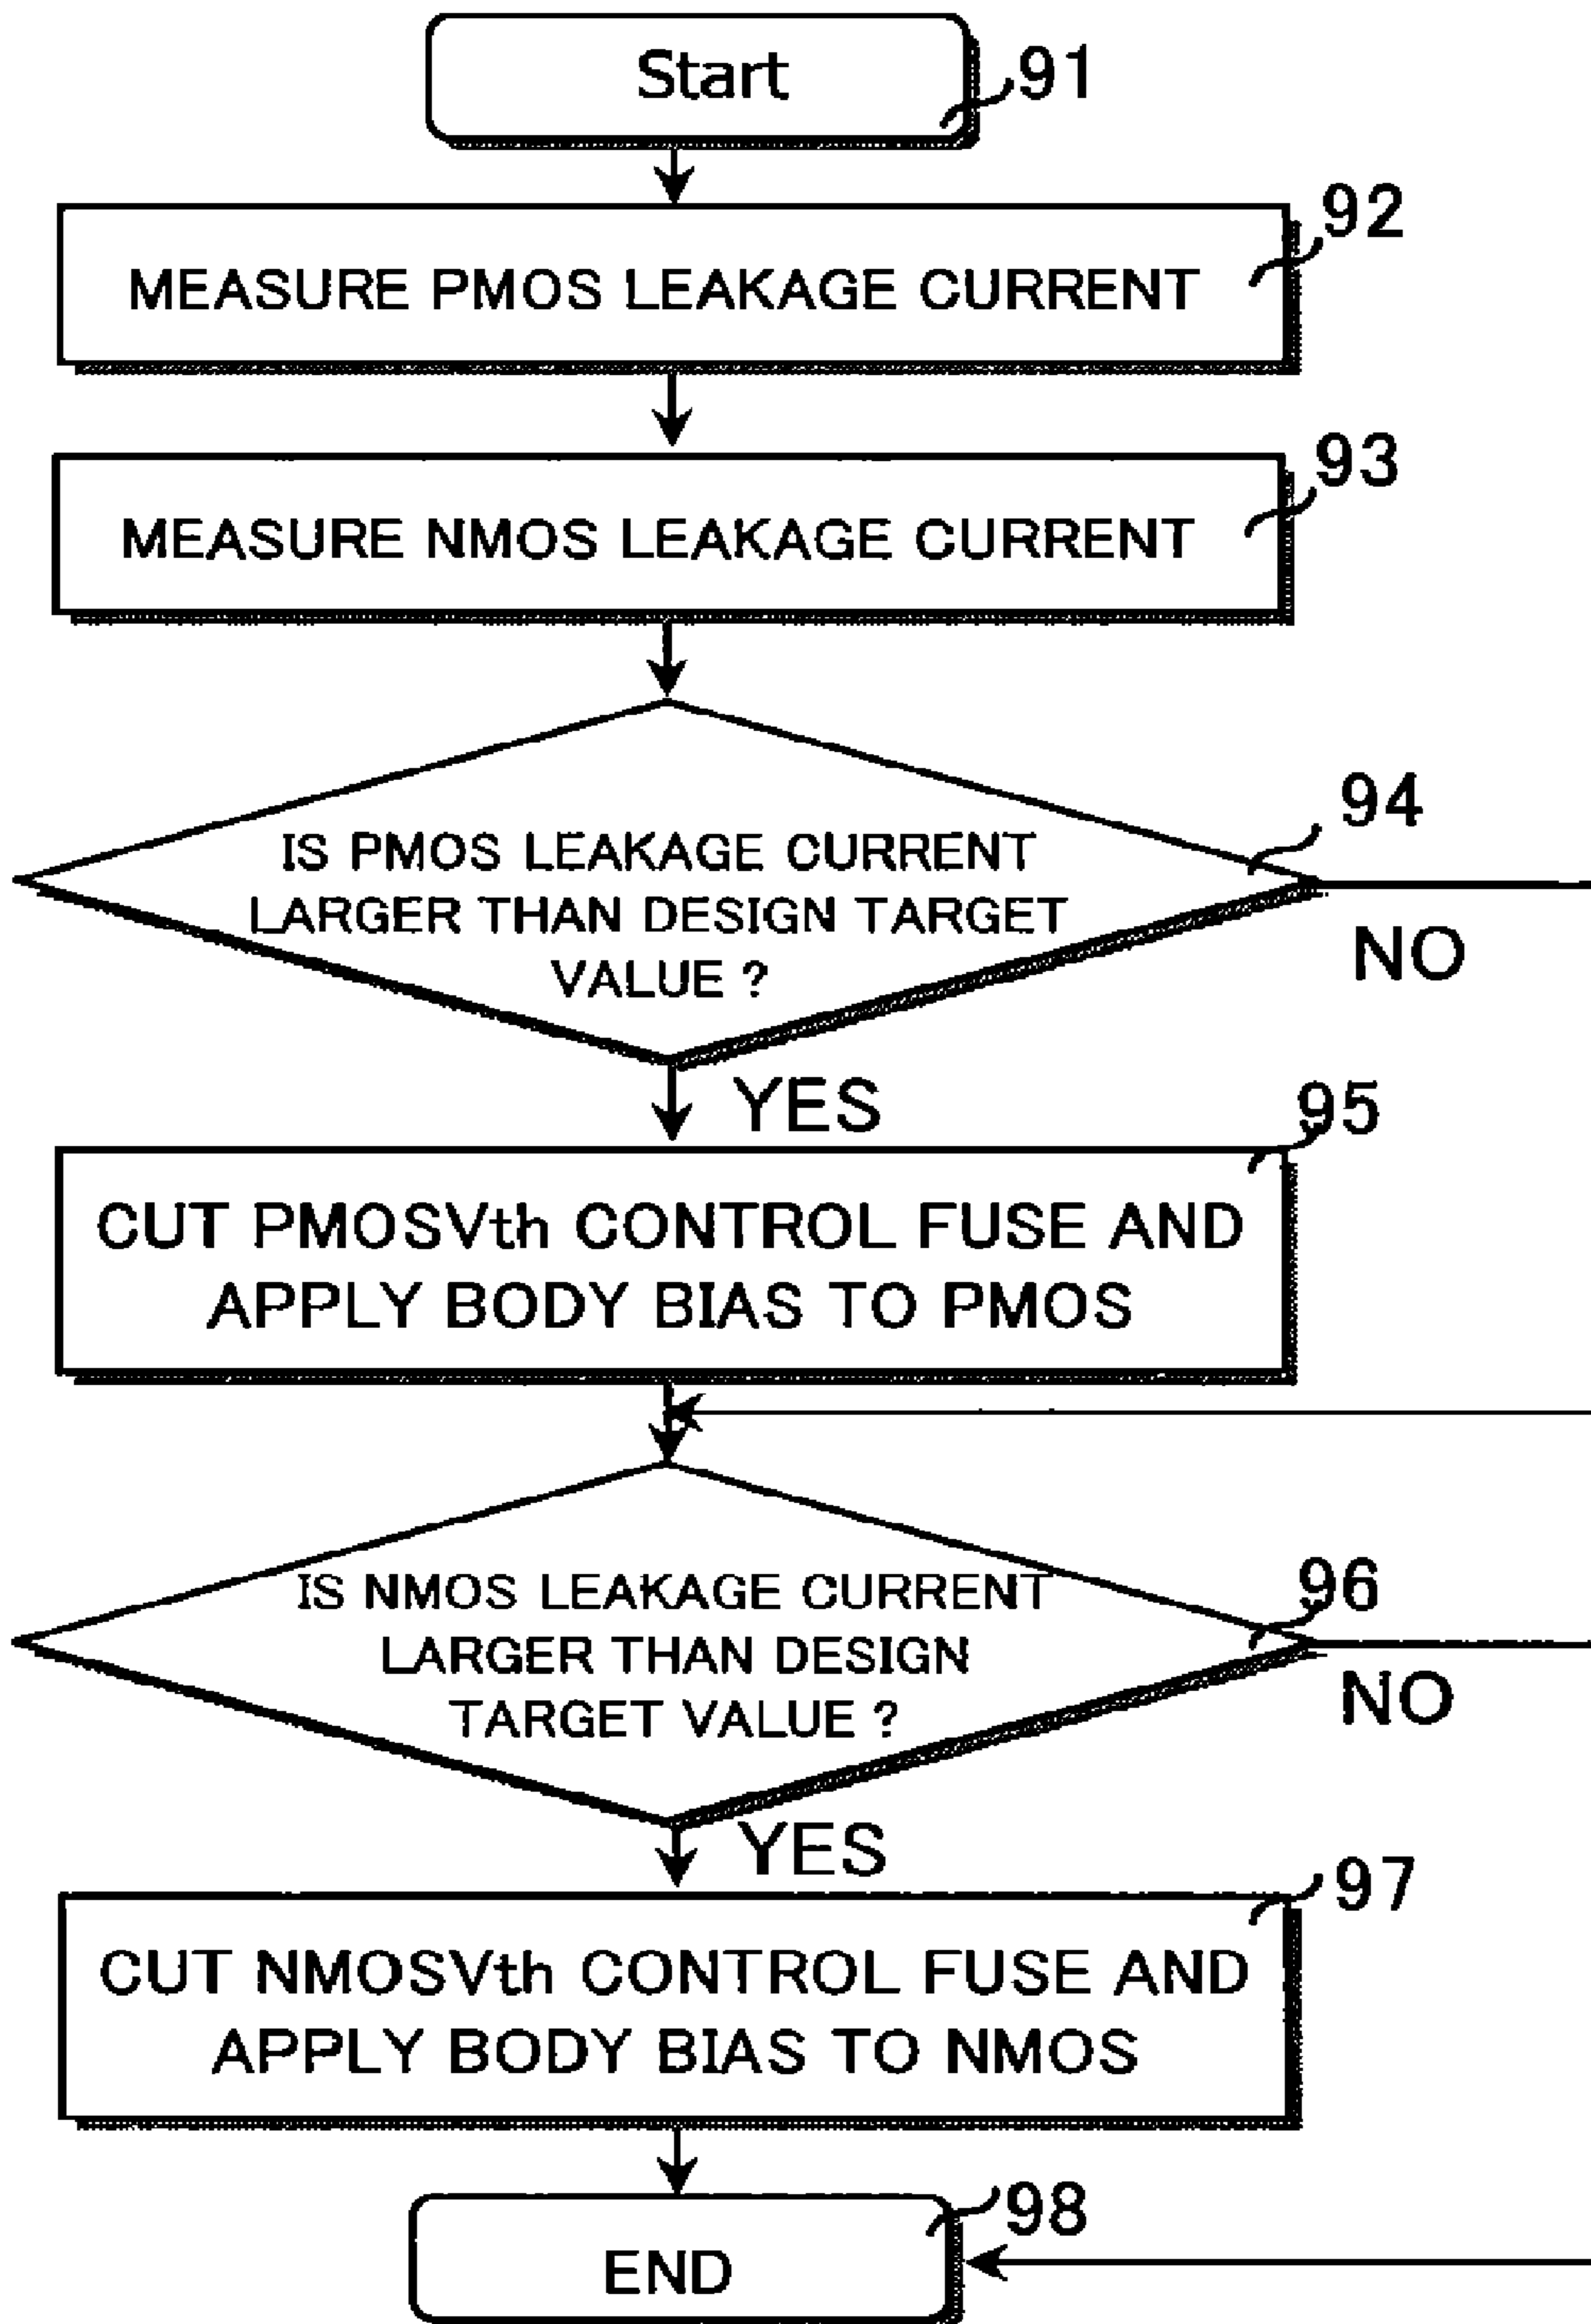 Start
91
92
MEASURE PMOS LEAKAGE CURRENT
93
MEASURE NMOS LEAKAGE CURRENT
94
IS PMOS LEAKAGE CURRENT
LARGER THAN DESIGN TARGET
VALUE ?
NO
YES
95
CUT PMOSVth CONTROL FUSE AND
APPLY BODY BIAS TO PMOS
96
IS NMOS LEAKAGE CURRENT
LARGER THAN DESIGN
TARGET VALUE ?
NO
YES
97
CUT NMOSVth CONTROL FUSE AND
APPLY BODY BIAS TO NMOS
98
END